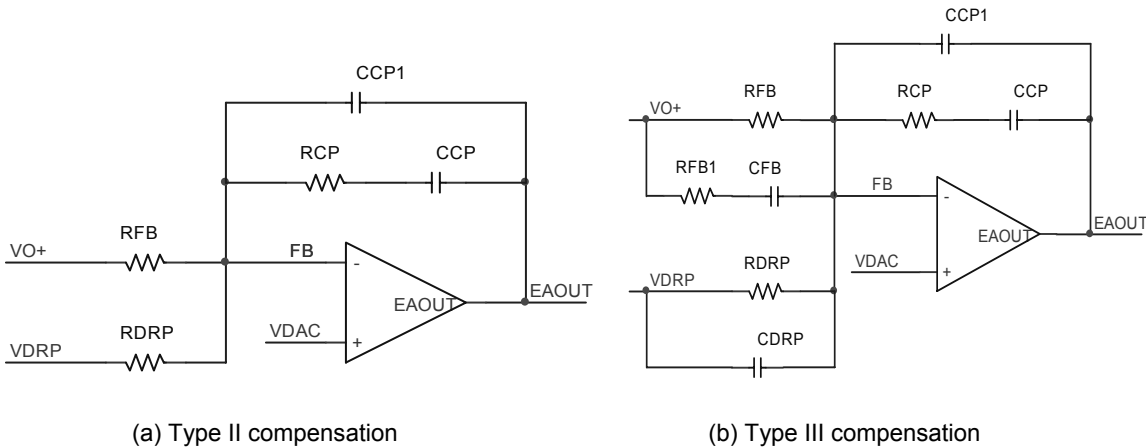 CCP1
RCP
CCP
RFB
VO+
FB
EAOUT
EAOUT
RDRP
VDRP
VDAC
-
+
(a) Type II compensation
CCP1
RFB
RCP
CCP
VO+
RFB1
CFB
FB
-
EAOUT
EAOUT
VDAC
+
RDRP
VDRP
CDRP
(b) Type III compensation